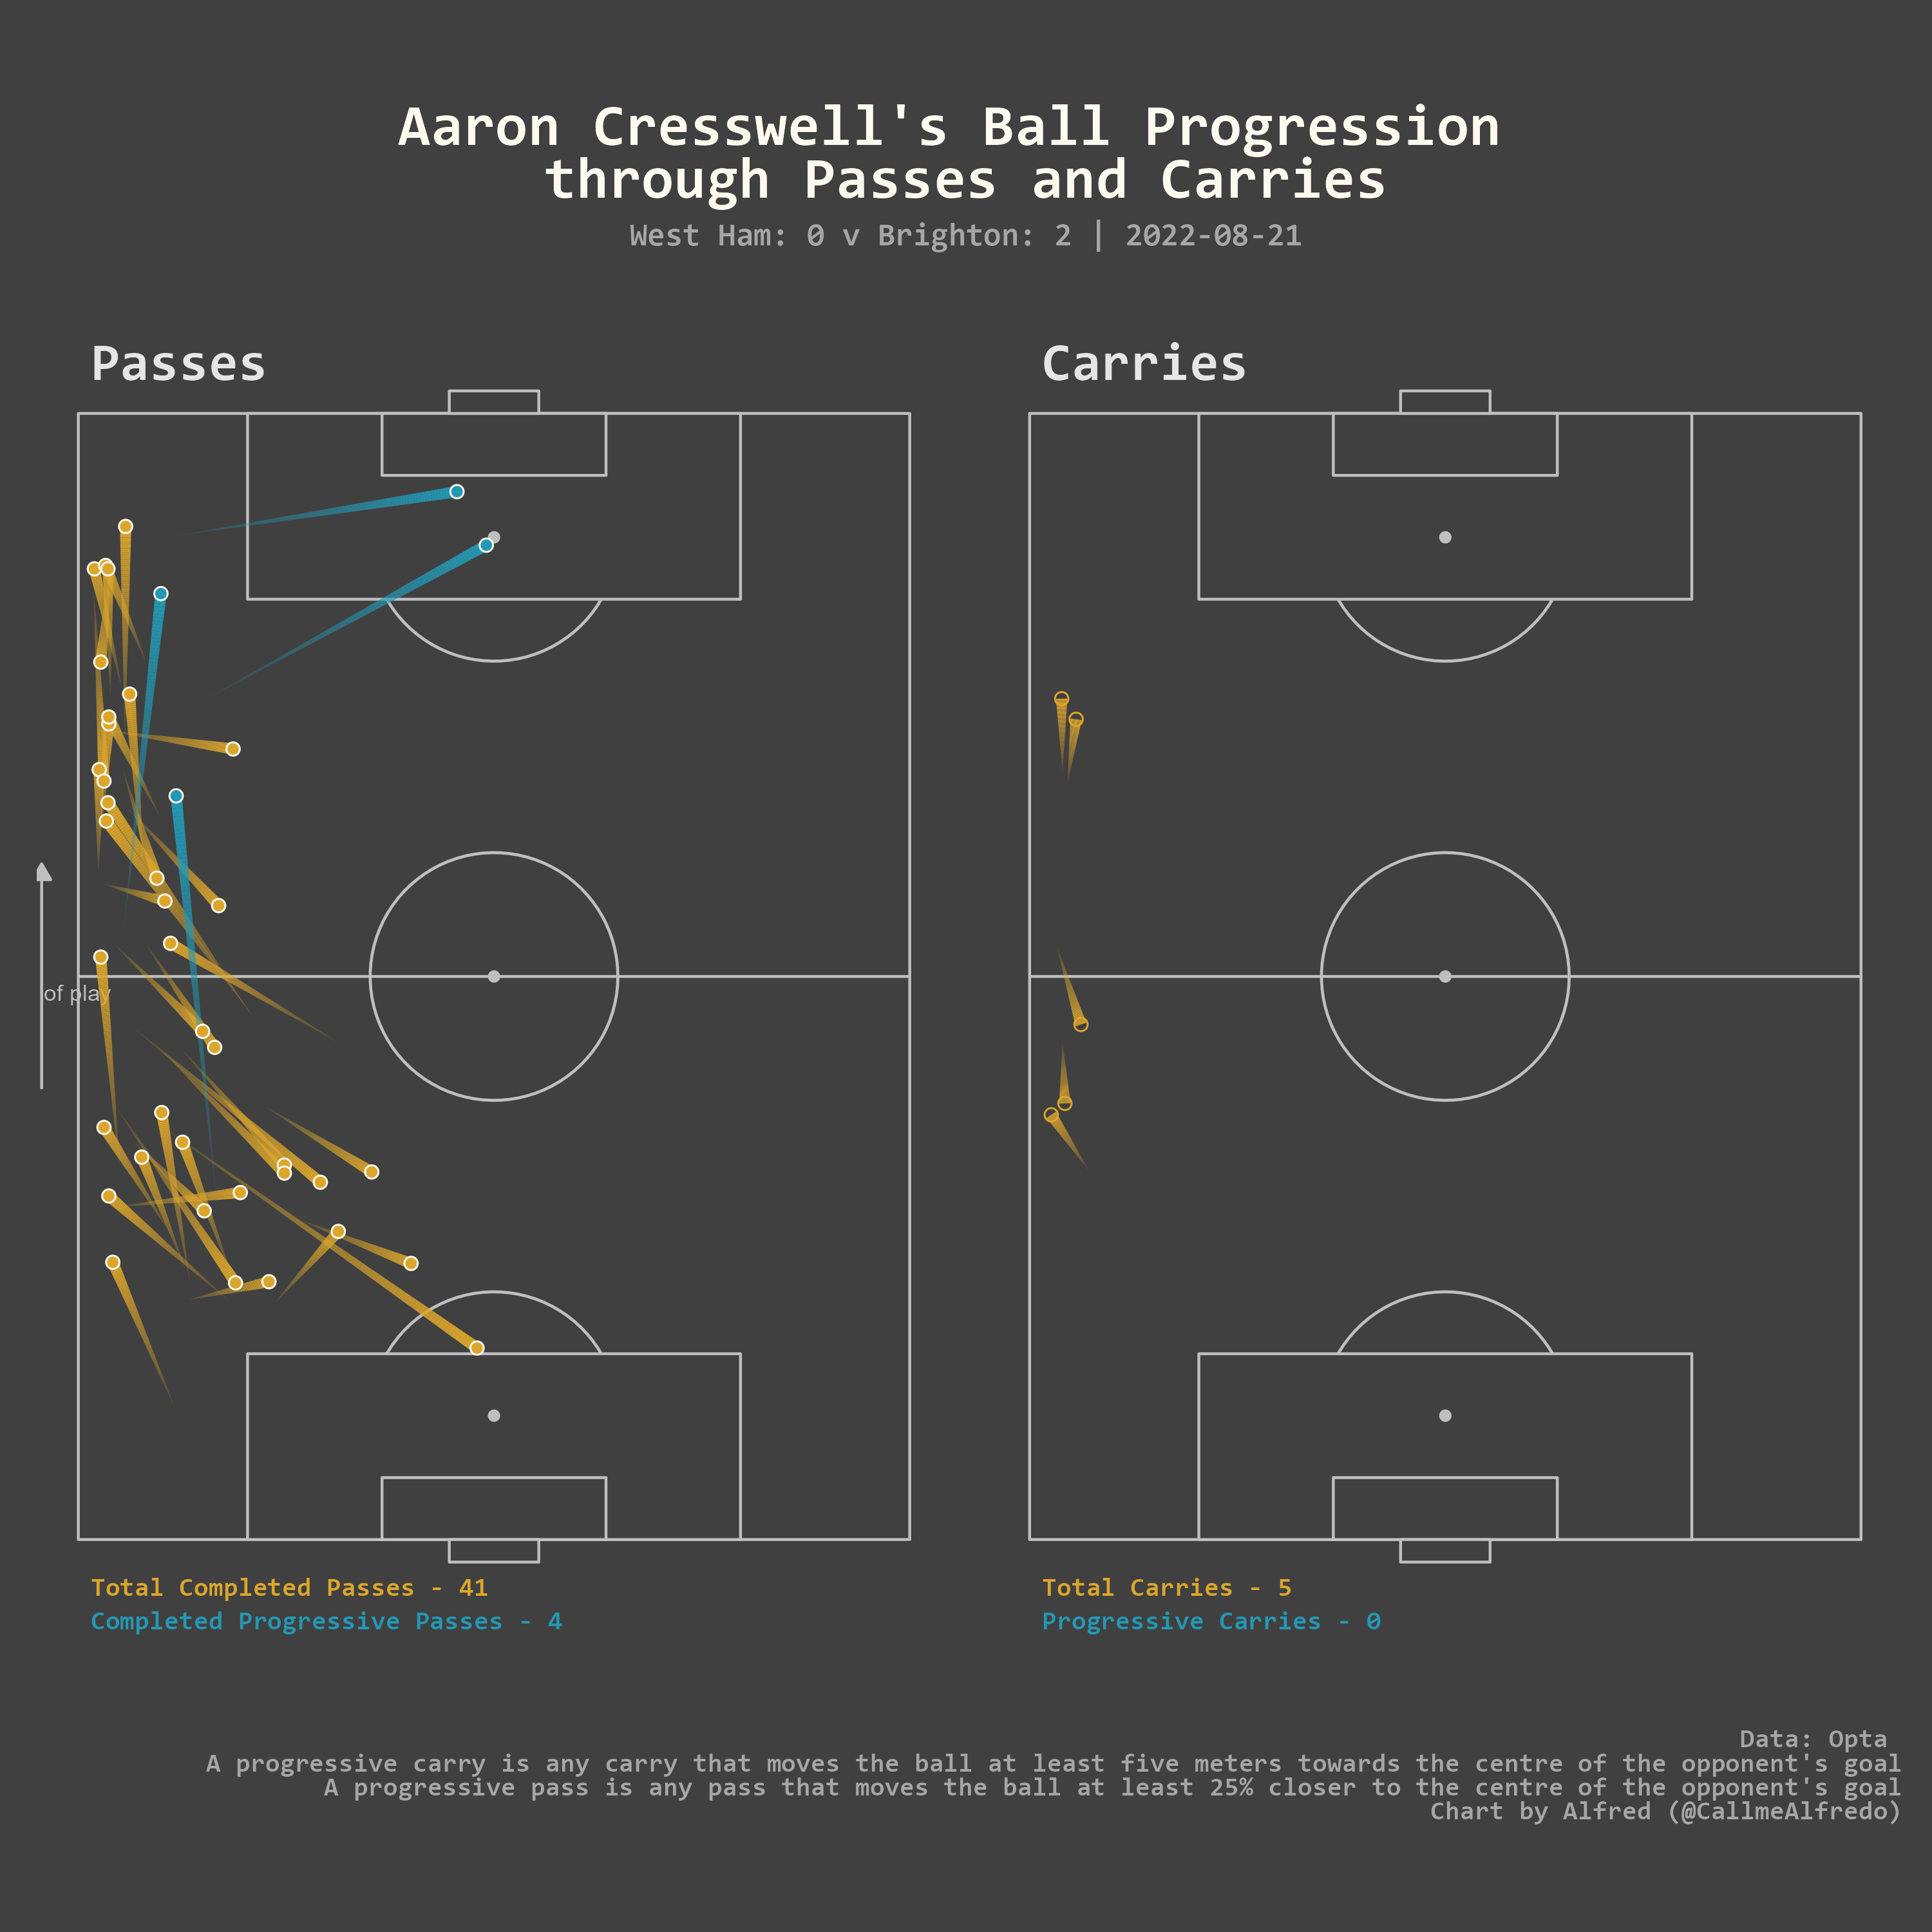 Aaron Cresswell's Ball Progression
through Passes and Carries
West Ham: 0 v Brighton: 2 | 2022-08-21
Passes
Carries
of play
Total Completed Passes - 41
Completed Progressive Passes - 4
Total Carries - 5
Progressive Carries - 0
Data: Opta
A progressive carry is any carry that moves the ball at least five meters towards the centre of the opponent's goal
A progressive pass is any pass that moves the ball at least 25% closer to the centre of the opponent's goal
Chart by Alfred (@CallmeAlfredo)